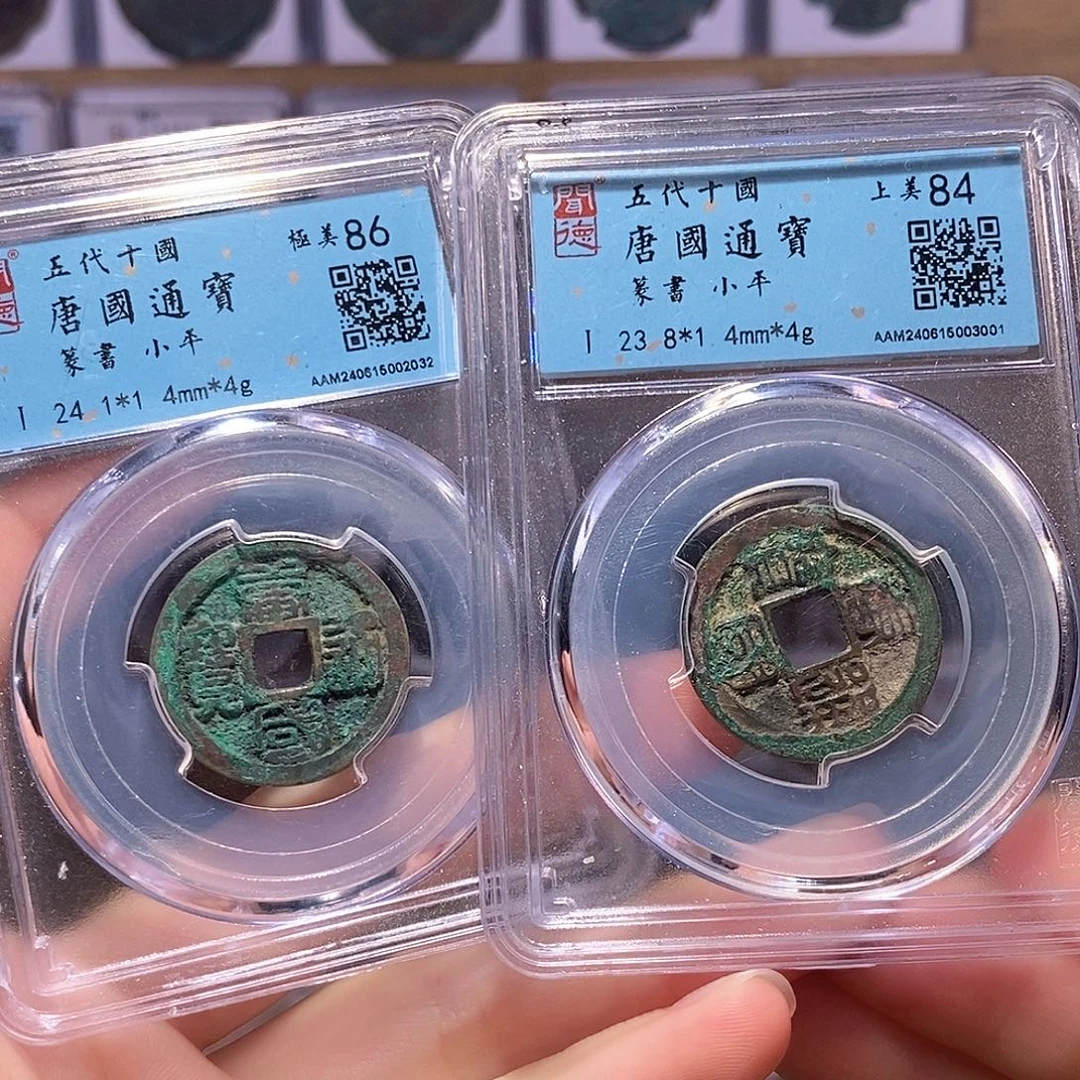 五代十國
極美86
唐國通寶
篆書 小平
I 24.1*1.4mm*4g
AAM240615002032
聞德
五代十國
上美84
唐國通寶
篆書 小平
I 23.8*1.4mm*4g
AAM240615003001